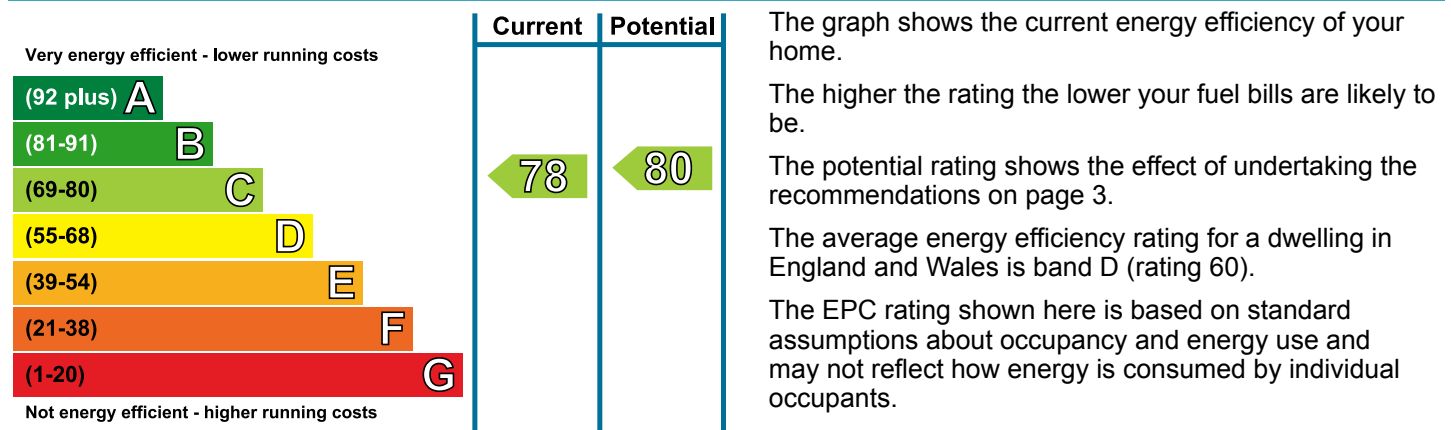 Current Potential
Very energy efficient - lower running costs
(92 plus) A
(81-91) B
(69-80) C
(55-68) D
(39-54) E
(21-38) F
(1-20) G
Not energy efficient - higher running costs
78 80
The graph shows the current energy efficiency of your
home.
The higher the rating the lower your fuel bills are likely to
be.
The potential rating shows the effect of undertaking the
recommendations on page 3.
The average energy efficiency rating for a dwelling in
England and Wales is band D (rating 60).
The EPC rating shown here is based on standard
assumptions about occupancy and energy use and
may not reflect how energy is consumed by individual
occupants.